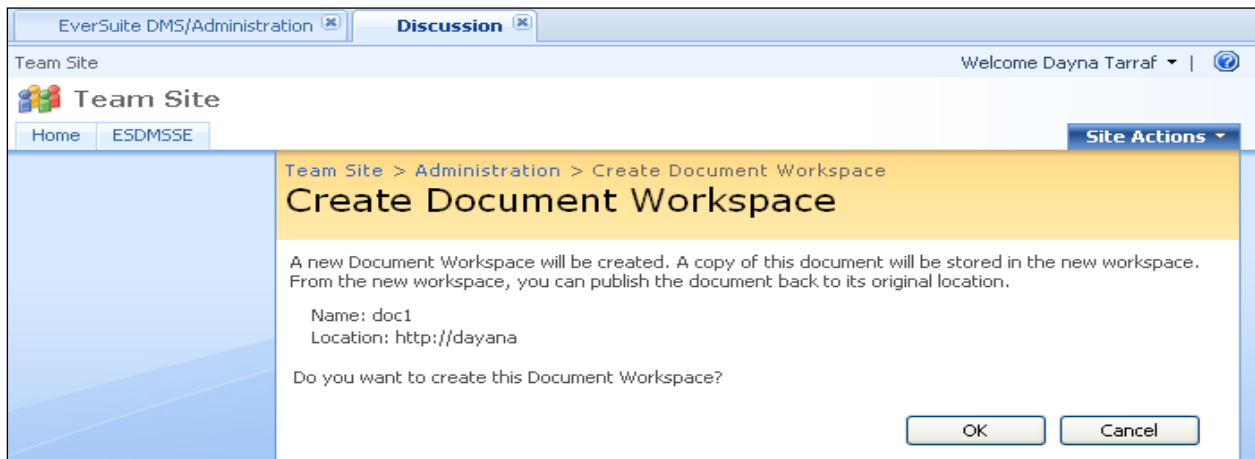 EverSuite DMS/Administration
Discussion
Team Site
Welcome Dayna Tarraf
|
Team Site
Home
ESDMSSE
Site Actions
Team Site > Administration > Create Document Workspace
Create Document Workspace
A new Document Workspace will be created. A copy of this document will be stored in the new workspace.
From the new workspace, you can publish the document back to its original location.
Name: doc1
Location: http://dayana
Do you want to create this Document Workspace?
OK
Cancel